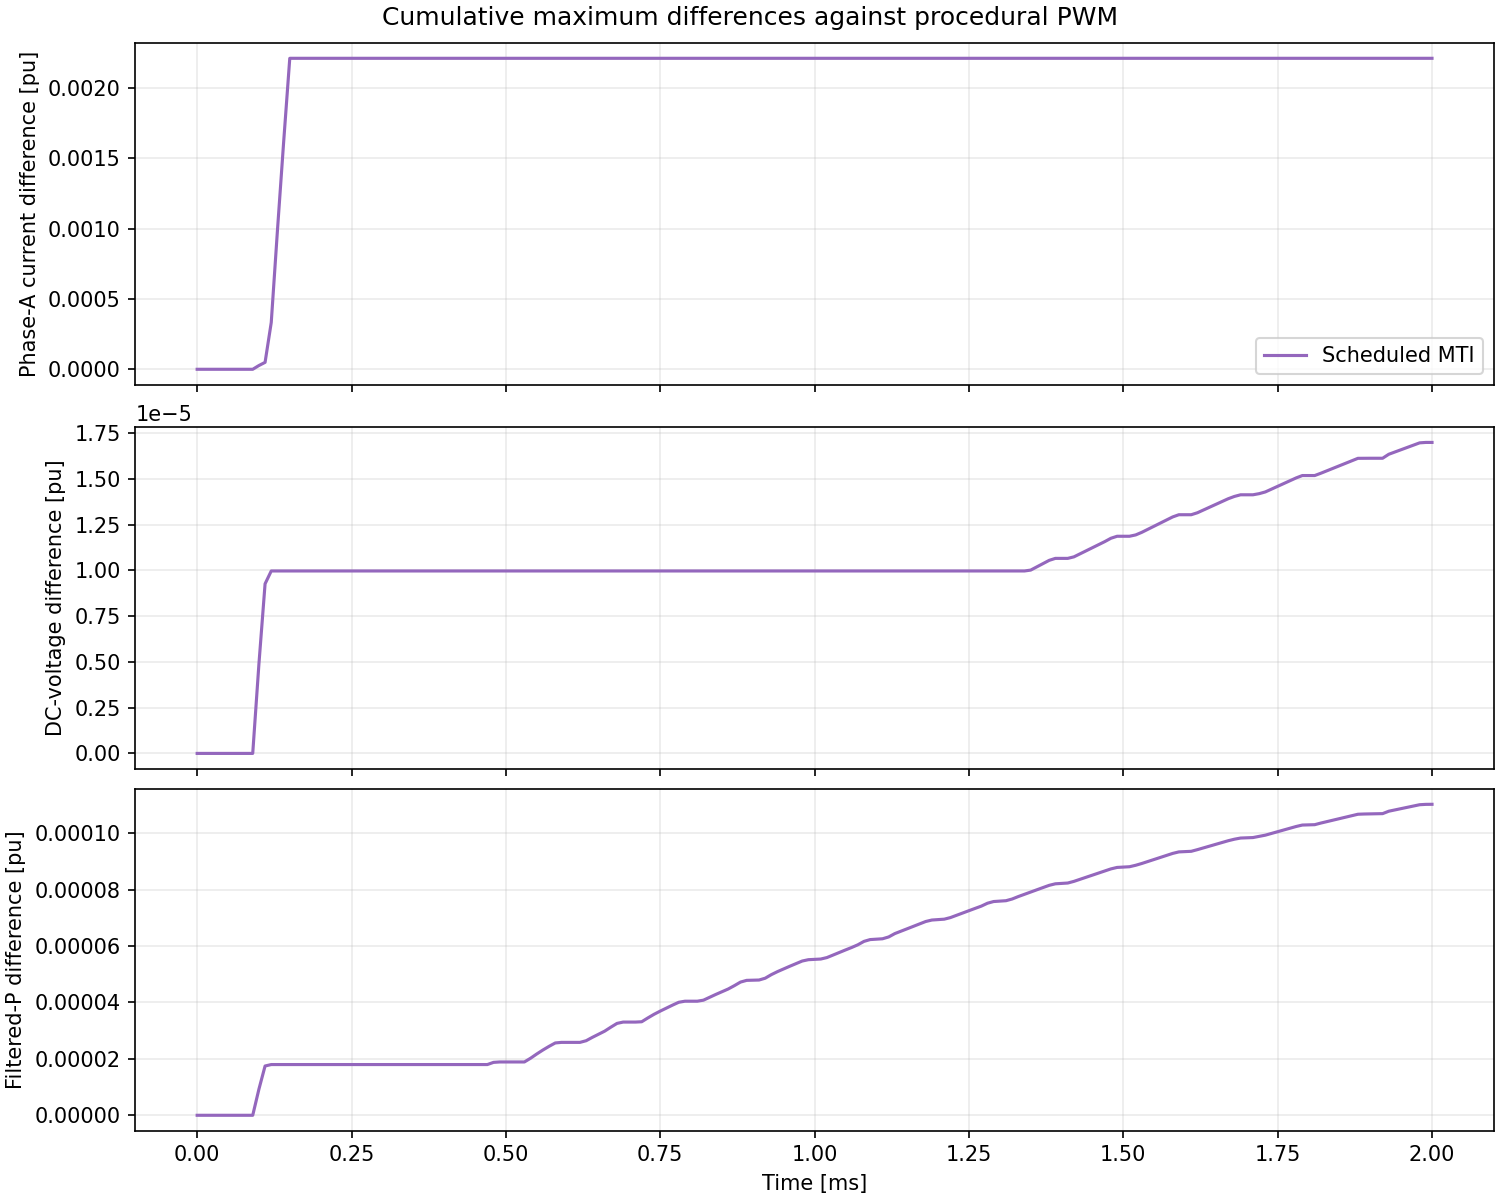 Cumulative maximum differences against procedural PWM
Phase-A current difference [pu]
0.0020
0.0015
0.0010
0.0005
0.0000
Scheduled MTI
1e−5
DC-voltage difference [pu]
1.75
1.50
1.25
1.00
0.75
0.50
0.25
0.00
Filtered-P difference [pu]
0.00010
0.00008
0.00006
0.00004
0.00002
0.00000
0.00 0.25 0.50 0.75 1.00 1.25 1.50 1.75 2.00
Time [ms]